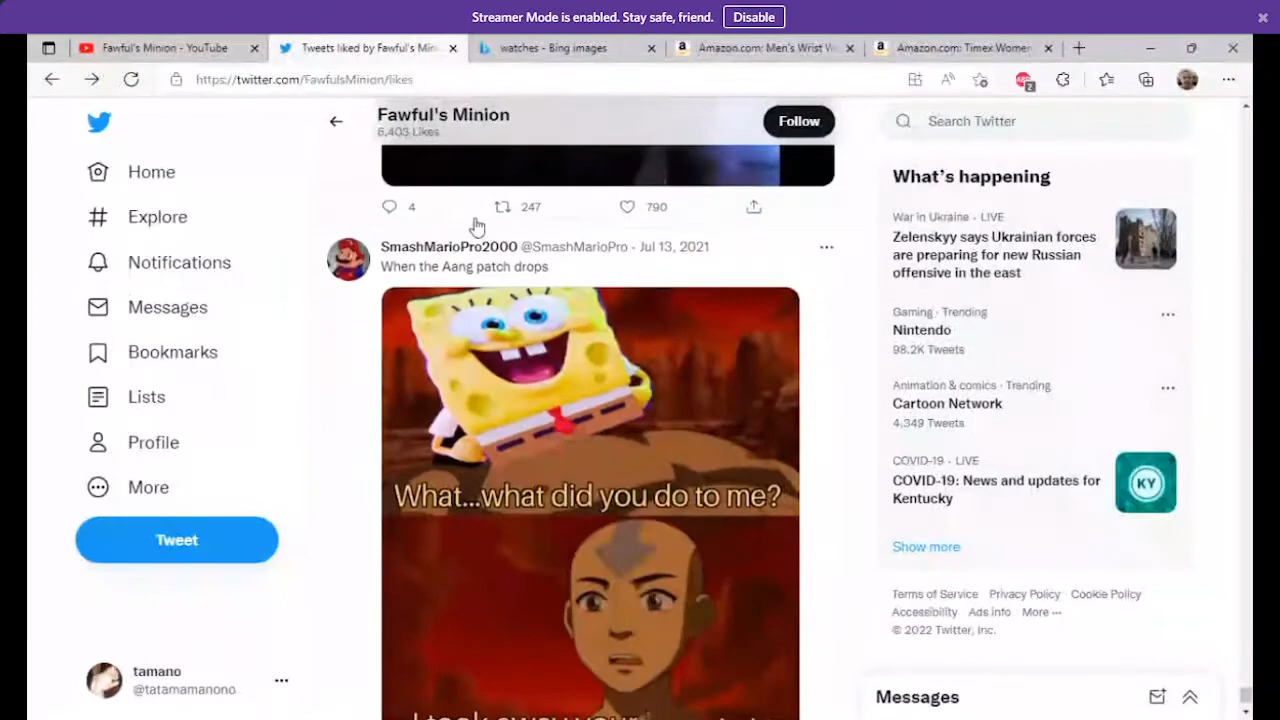 Streamer Mode is enabled. Stay safe, friend. Disable
Fawful's Minion - YouTube
Tweets liked by Fawful's Min
watches - Bing images
Amazon.com: Men's Wrist W
Amazon.com: Timex Women
https://twitter.com/FawfulsMinion/likes
2
Home
Explore
Notifications
Messages
Bookmarks
Lists
Profile
More
Tweet
tamano
@tatamamanono
Fawful's Minion
6,403 Likes
Follow
4
247
790
SmashMarioPro2000 @SmashMarioPro - Jul 13, 2021
When the Aang patch drops
What...what did you do to me?
I took away your
Search Twitter
What's happening
War in Ukraine - LIVE
Zelenskyy says Ukrainian forces
are preparing for new Russian
offensive in the east
Gaming · Trending
Nintendo
98.2K Tweets
Animation & comics · Trending
Cartoon Network
4,349 Tweets
COVID-19 - LIVE
COVID-19: News and updates for
Kentucky
KY
Show more
Terms of Service Privacy Policy Cookie Policy
Accessibility Ads info More ···
© 2022 Twitter, Inc.
Messages